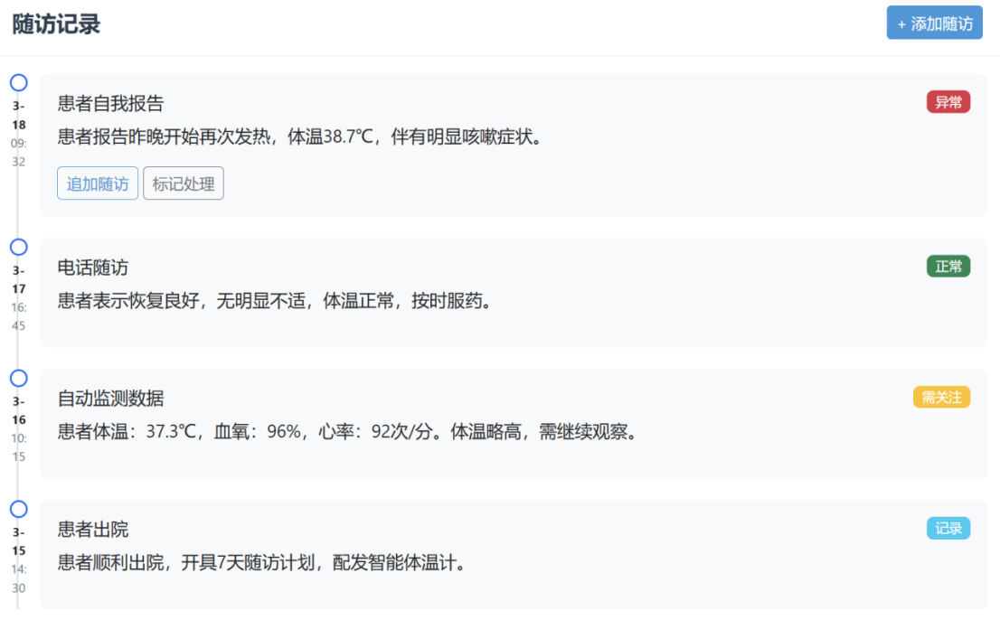 随访记录
+ 添加随访
3-
18
09:
32
患者自我报告
异常
患者报告昨晚开始再次发热，体温38.7℃，伴有明显咳嗽症状。
追加随访 标记处理
3-
17
16:
45
电话随访
正常
患者表示恢复良好，无明显不适，体温正常，按时服药。
3-
16
10:
15
自动监测数据
需关注
患者体温：37.3℃，血氧：96%，心率：92次/分。体温略高，需继续观察。
3-
15
14:
30
患者出院
记录
患者顺利出院，开具7天随访计划，配发智能体温计。